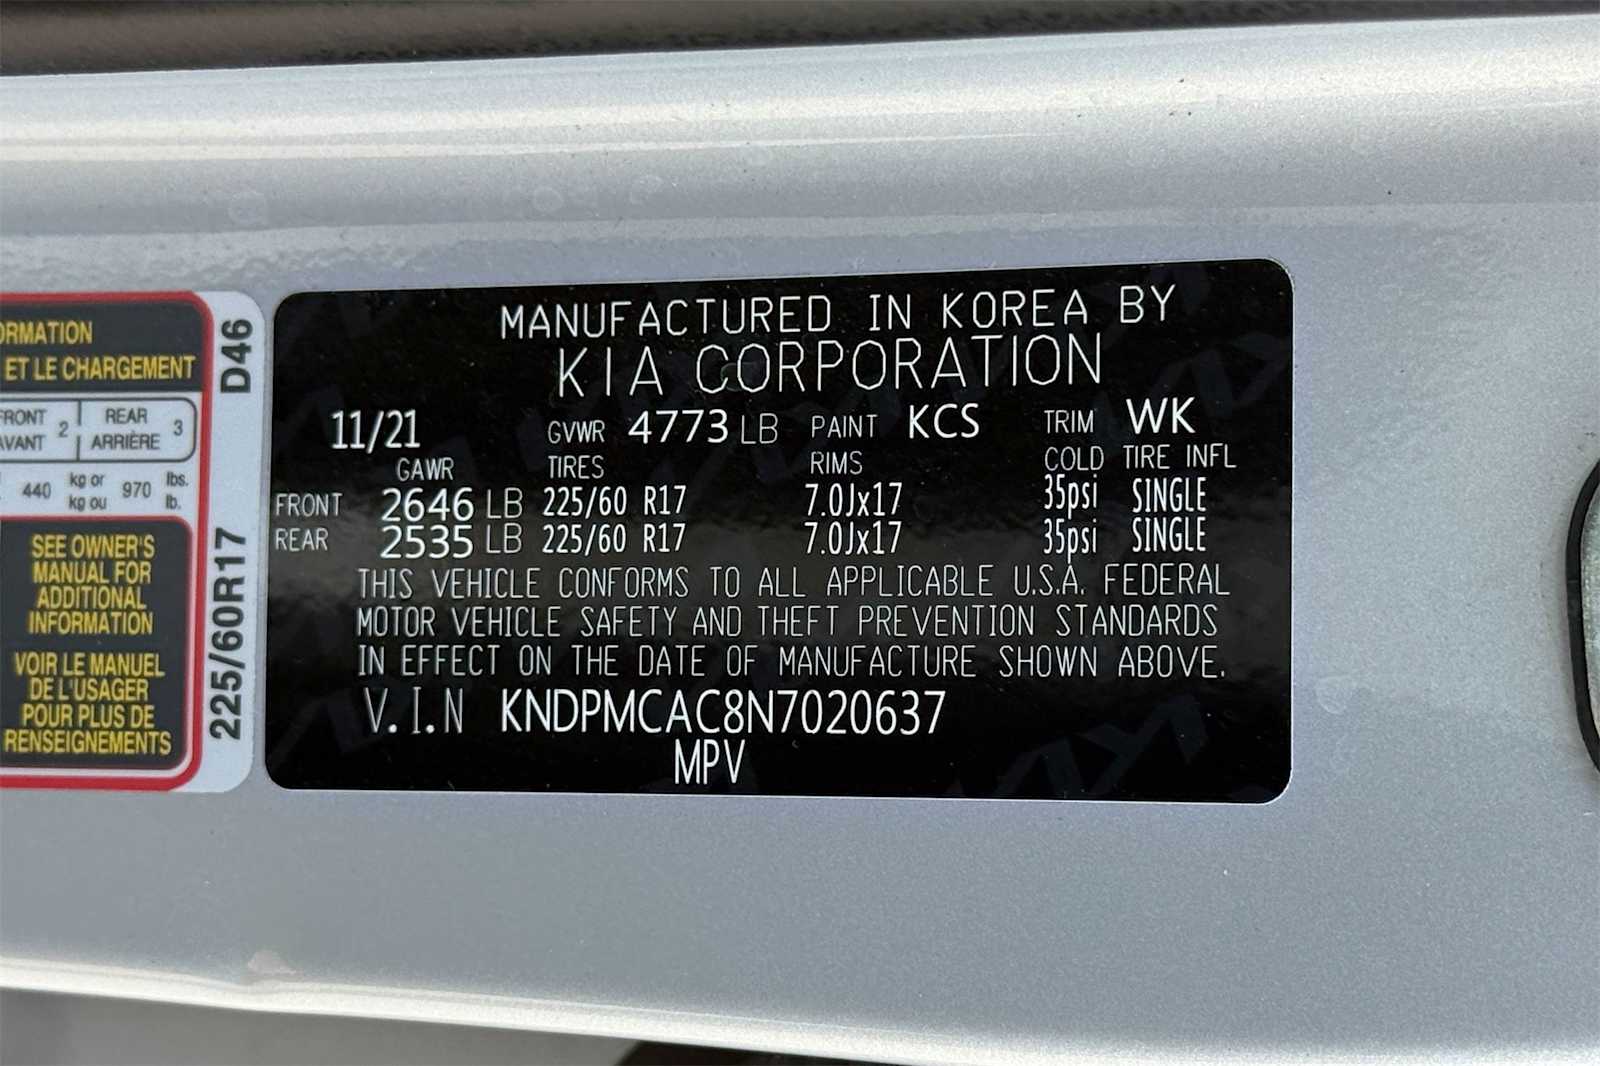 ORMATION
ET LE CHARGEMENT
FRONT
AVANT 2
REAR
ARRIÈRE 3
440 kg or
kg ou 970 lbs.
lb.
SEE OWNER'S
MANUAL FOR
ADDITIONAL
INFORMATION
VOIR LE MANUEL
DE L'USAGER
POUR PLUS DE
RENSEIGNEMENTS
225/60R17 D46
MANUFACTURED IN KOREA BY
KIA CORPORATION
11/21 GVWR 4773 LB PAINT KCS TRIM WK
GAWR TIRES RIMS COLD TIRE INFL
FRONT 2646 LB 225/60 R17 7.0Jx17 35psi SINGLE
REAR 2535 LB 225/60 R17 7.0Jx17 35psi SINGLE
THIS VEHICLE CONFORMS TO ALL APPLICABLE U.S.A. FEDERAL
MOTOR VEHICLE SAFETY AND THEFT PREVENTION STANDARDS
IN EFFECT ON THE DATE OF MANUFACTURE SHOWN ABOVE.
V.I.N KNDPMCAC8N7020637
MPV